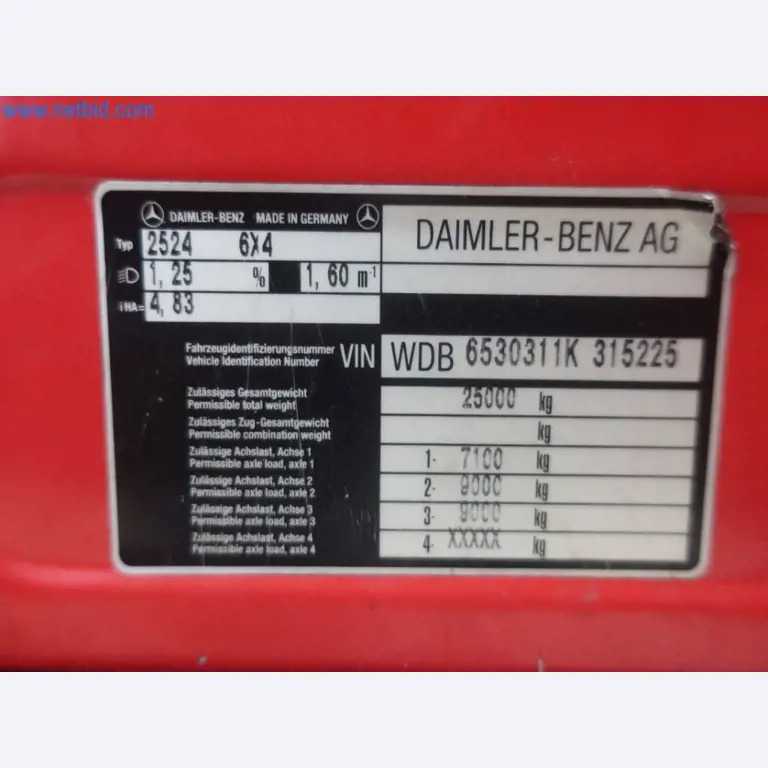 www.netbid.com
DAIMLER-BENZ MADE IN GERMANY
DAIMLER-BENZ AG
Typ 2524 6X4
1,25 % 1,60 m-1
iHA= 4,83
Fahrzeugidentifizierungsnummer
Vehicle Identification Number
VIN WDB 6530311K 315225
Zulässiges Gesamtgewicht
Permissible total weight
25000 kg
Zulässiges Zug-Gesamtgewicht
Permissible combination weight
kg
Zulässige Achslast, Achse 1
Permissible axle load, axle 1
1- 7100 kg
Zulässige Achslast, Achse 2
Permissible axle load, axle 2
2- 9000 kg
Zulässige Achslast, Achse 3
Permissible axle load, axle 3
3- 9000 kg
Zulässige Achslast, Achse 4
Permissible axle load, axle 4
4- XXXXX kg